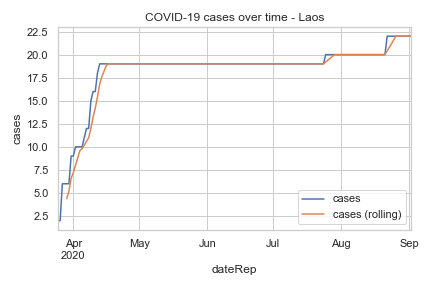 COVID-19 cases over time - Laos
22.5
20.0
17.5
15.0
12.5
10.0
7.5
5.0
2.5
cases
cases
cases (rolling)
Apr
2020
May
Jun
Jul
Aug
Sep
dateRep